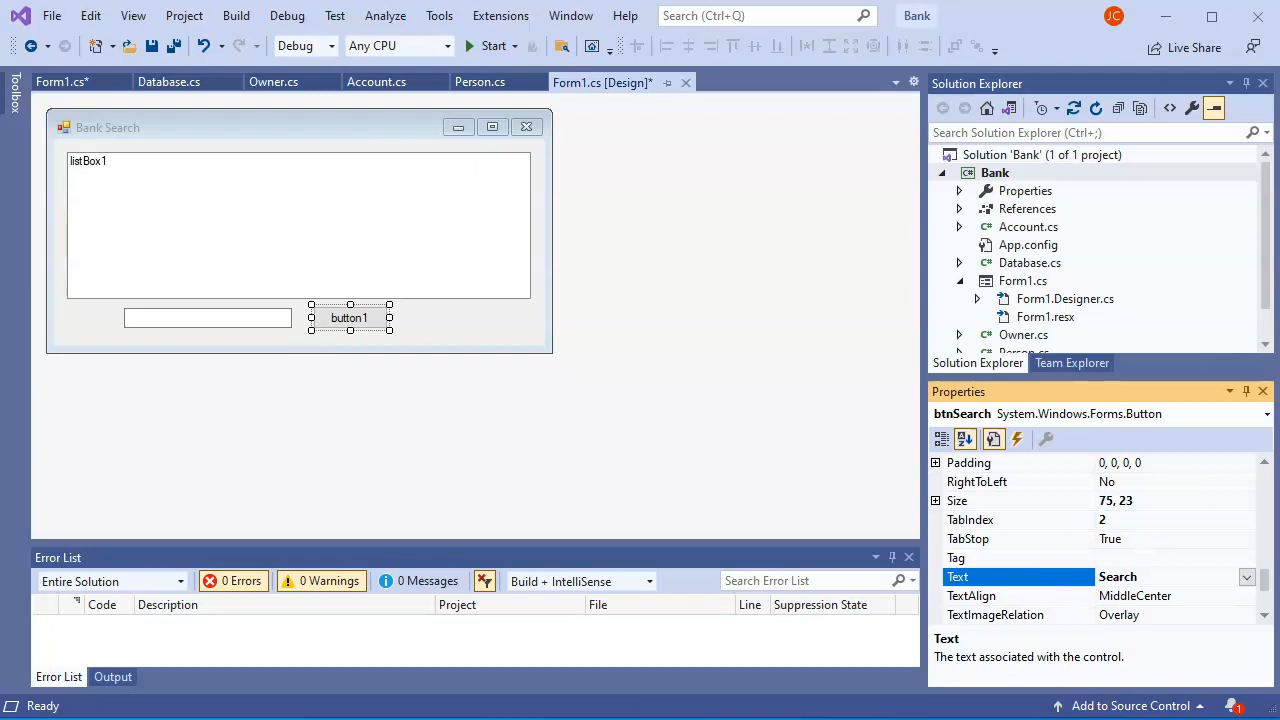 File Edit View Project Build Debug Test Analyze Tools Extensions Window Help Search (Ctrl+Q) Bank JC
Debug Any CPU Start Live Share
Toolbox
Form1.cs* Database.cs Owner.cs Account.cs Person.cs Form1.cs [Design]*
Bank Search
listBox1
button1
Solution Explorer
Search Solution Explorer (Ctrl+;)
Solution 'Bank' (1 of 1 project)
Bank
Properties
References
Account.cs
App.config
Database.cs
Form1.cs
Form1.Designer.cs
Form1.resx
Owner.cs
Person.cs
Solution Explorer Team Explorer
Properties
btnSearch System.Windows.Forms.Button
Padding 0, 0, 0, 0
RightToLeft No
Size 75, 23
TabIndex 2
TabStop True
Tag
Text Search
TextAlign MiddleCenter
TextImageRelation Overlay
Text
The text associated with the control.
Error List
Entire Solution 0 Errors 0 Warnings 0 Messages Build + IntelliSense Search Error List
Code Description Project File Line Suppression State
Error List Output
Ready Add to Source Control 1